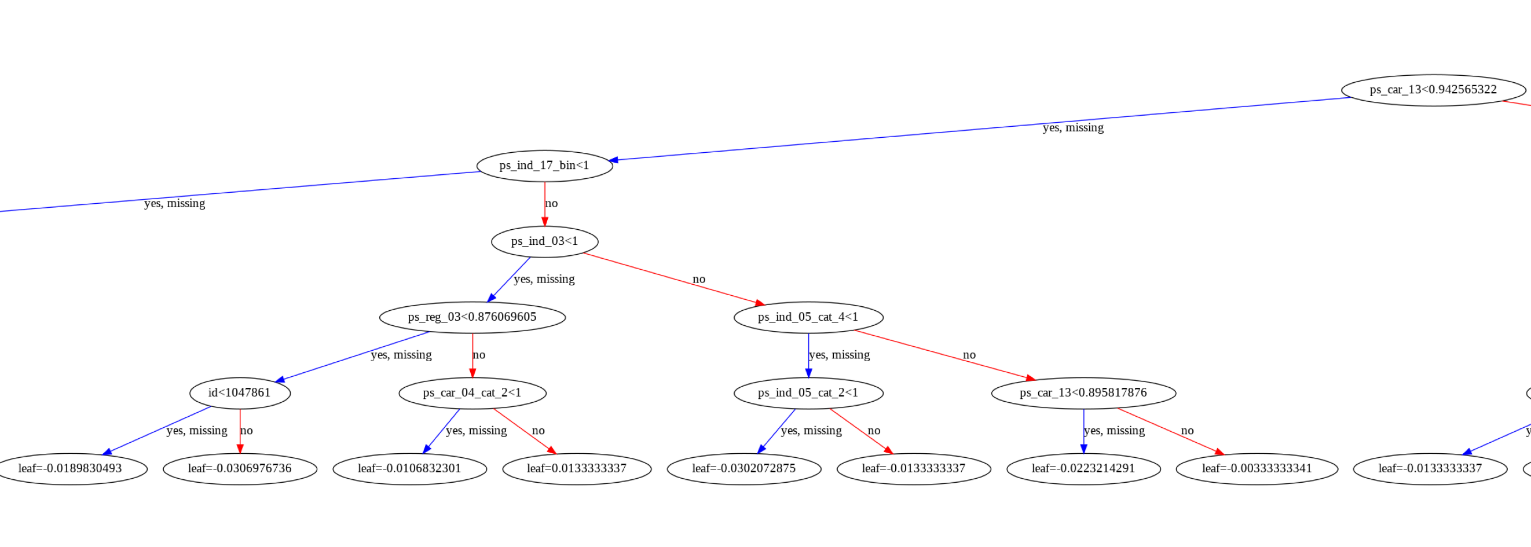 ps_car_13<0.942565322
yes, missing
ps_ind_17_bin<1
yes, missing
no
ps_ind_03<1
yes, missing
no
ps_reg_03<0.876069605
ps_ind_05_cat_4<1
yes, missing
no
yes, missing
no
id<1047861
ps_car_04_cat_2<1
ps_ind_05_cat_2<1
ps_car_13<0.895817876
yes, missing
no
yes, missing
no
yes, missing
no
yes, missing
no
y
leaf=-0.0189830493
leaf=-0.0306976736
leaf=-0.0106832301
leaf=0.0133333337
leaf=-0.0302072875
leaf=-0.0133333337
leaf=-0.0223214291
leaf=-0.00333333341
leaf=-0.0133333337